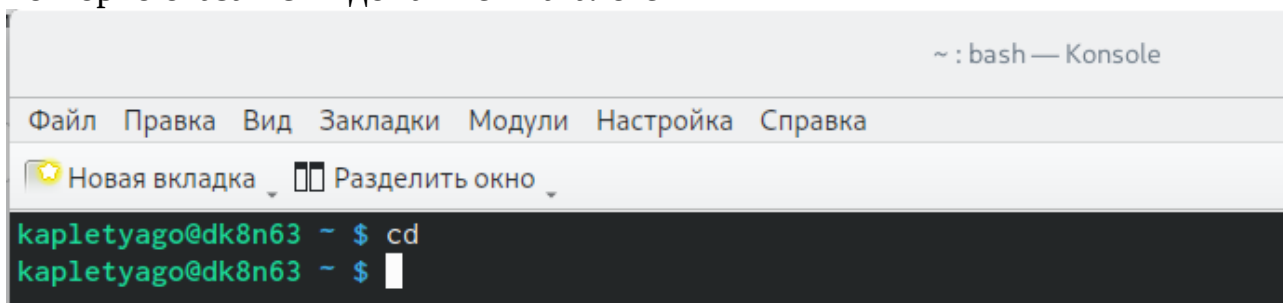 ~ : bash — Konsole
Файл Правка Вид Закладки Модули Настройка Справка
Новая вкладка Разделить окно
kapletyago@dk8n63 ~ $ cd
kapletyago@dk8n63 ~ $